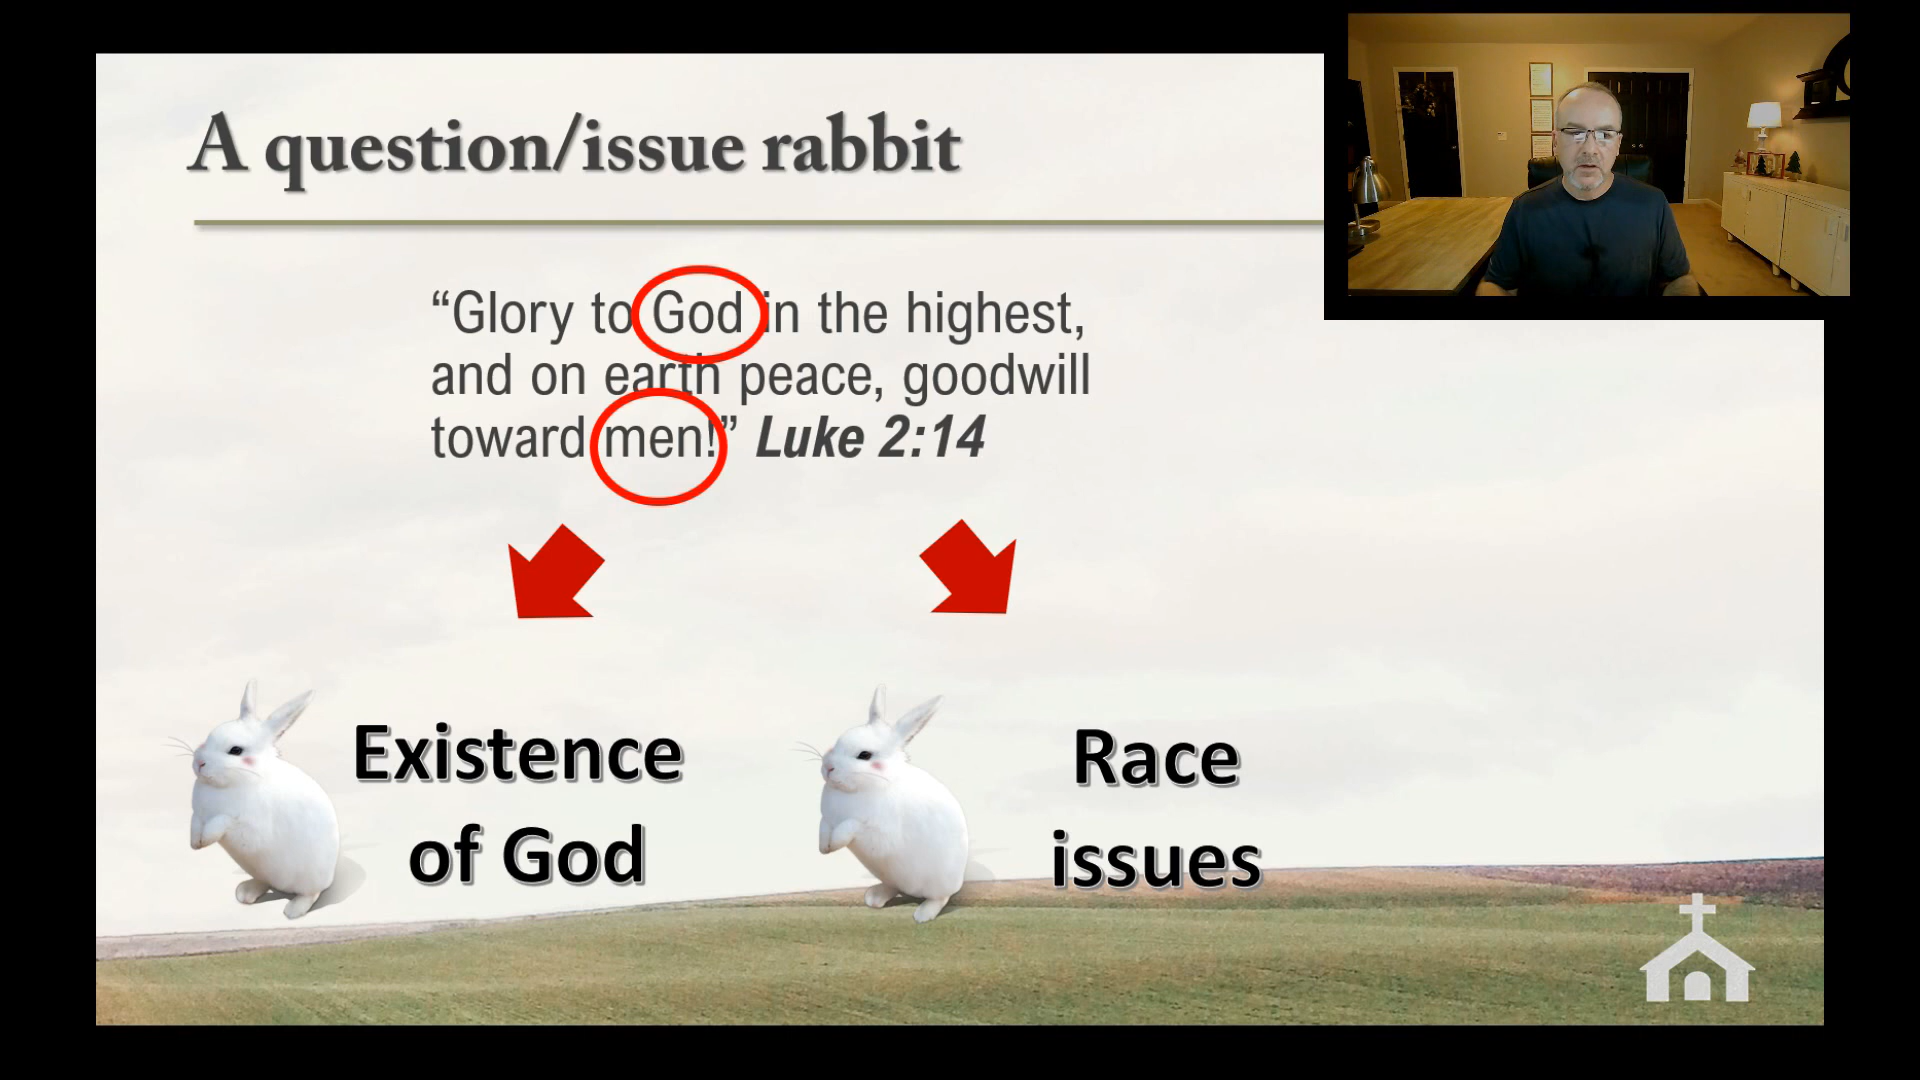 A question/issue rabbit
“Glory to God in the highest,
and on earth peace, goodwill
toward men!” Luke 2:14
Existence
of God
Race
issues